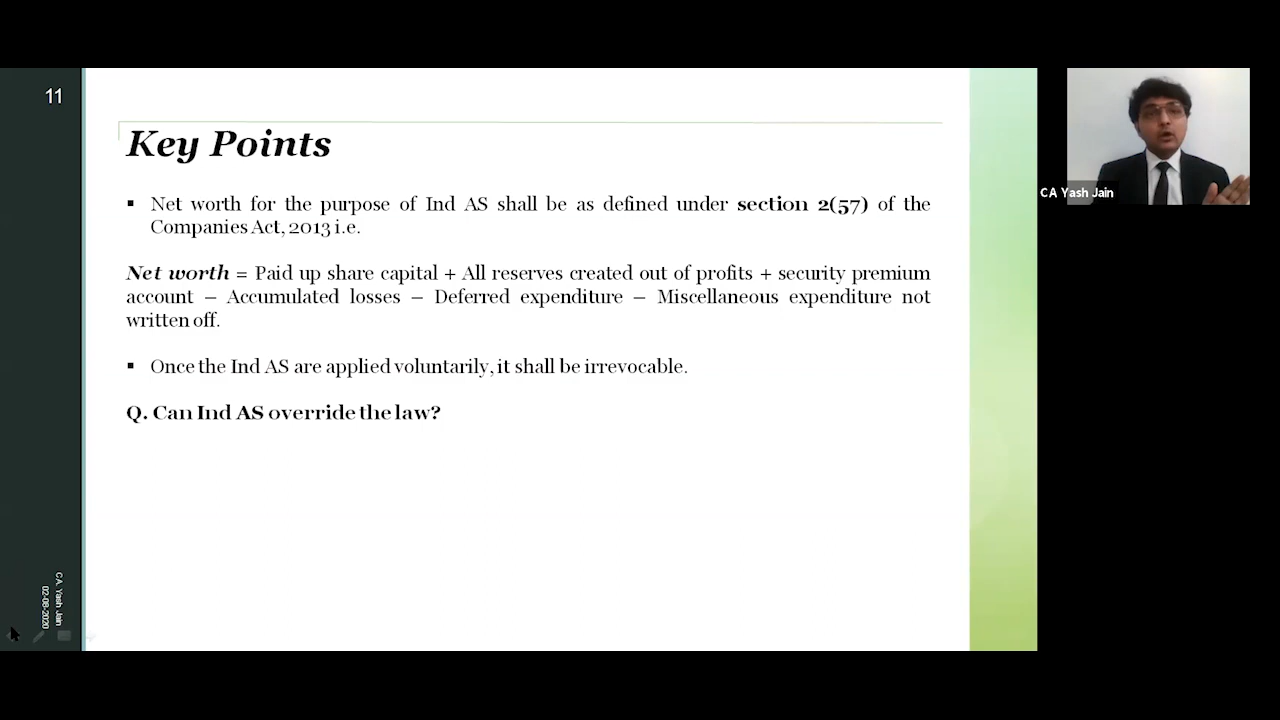 11
Key Points
▪ Net worth for the purpose of Ind AS shall be as defined under section 2(57) of the
Companies Act, 2013 i.e.
Net worth = Paid up share capital + All reserves created out of profits + security premium
account – Accumulated losses – Deferred expenditure – Miscellaneous expenditure not
written off.
▪ Once the Ind AS are applied voluntarily, it shall be irrevocable.
Q. Can Ind AS override the law?
CA Yash Jain
CA. Yash Jain
02-08-2020